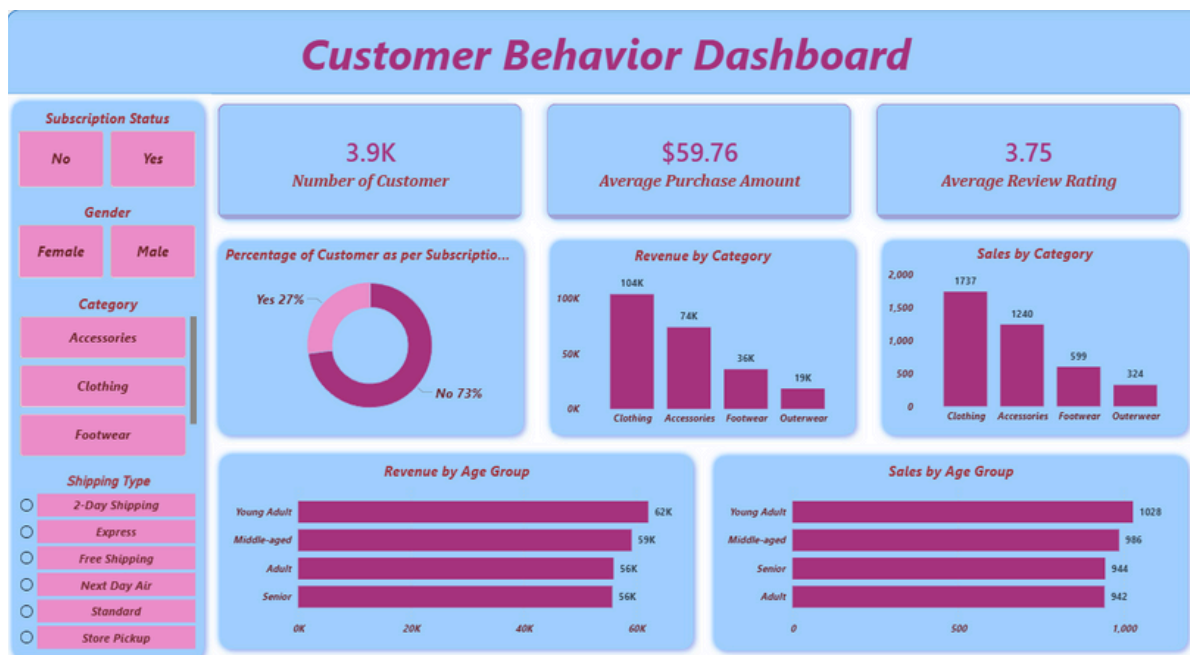 Customer Behavior Dashboard
Subscription Status
No
Yes
Gender
Female
Male
Category
Accessories
Clothing
Footwear
Shipping Type
2-Day Shipping
Express
Free Shipping
Next Day Air
Standard
Store Pickup
3.9K
Number of Customer
$59.76
Average Purchase Amount
3.75
Average Review Rating
Percentage of Customer as per Subscriptio...
Yes 27%
No 73%
Revenue by Category
100K
50K
0K
104K
74K
36K
19K
Clothing
Accessories
Footwear
Outerwear
Sales by Category
2,000
1,500
1,000
500
0
1737
1240
599
324
Clothing
Accessories
Footwear
Outerwear
Revenue by Age Group
Young Adult 62K
Middle-aged 59K
Adult 56K
Senior 56K
0K 20K 40K 60K
Sales by Age Group
Young Adult 1028
Middle-aged 986
Senior 944
Adult 942
0 500 1,000